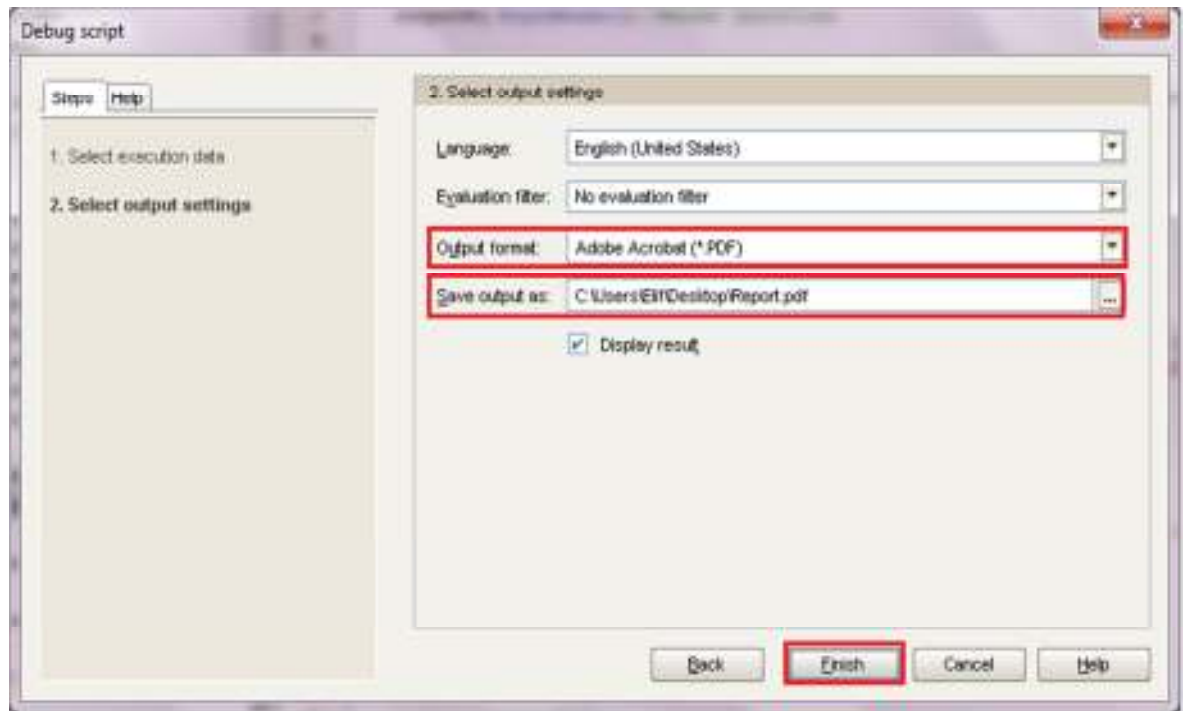 Debug script
Steps Help
1. Select execution data
2. Select output settings
2. Select output settings
Language: English (United States)
Evaluation filter: No evaluation filter
Output format: Adobe Acrobat (*.PDF)
Save output as: C:\Users\Elif\Desktop\Report.pdf ...
Display result
Back Finish Cancel Help